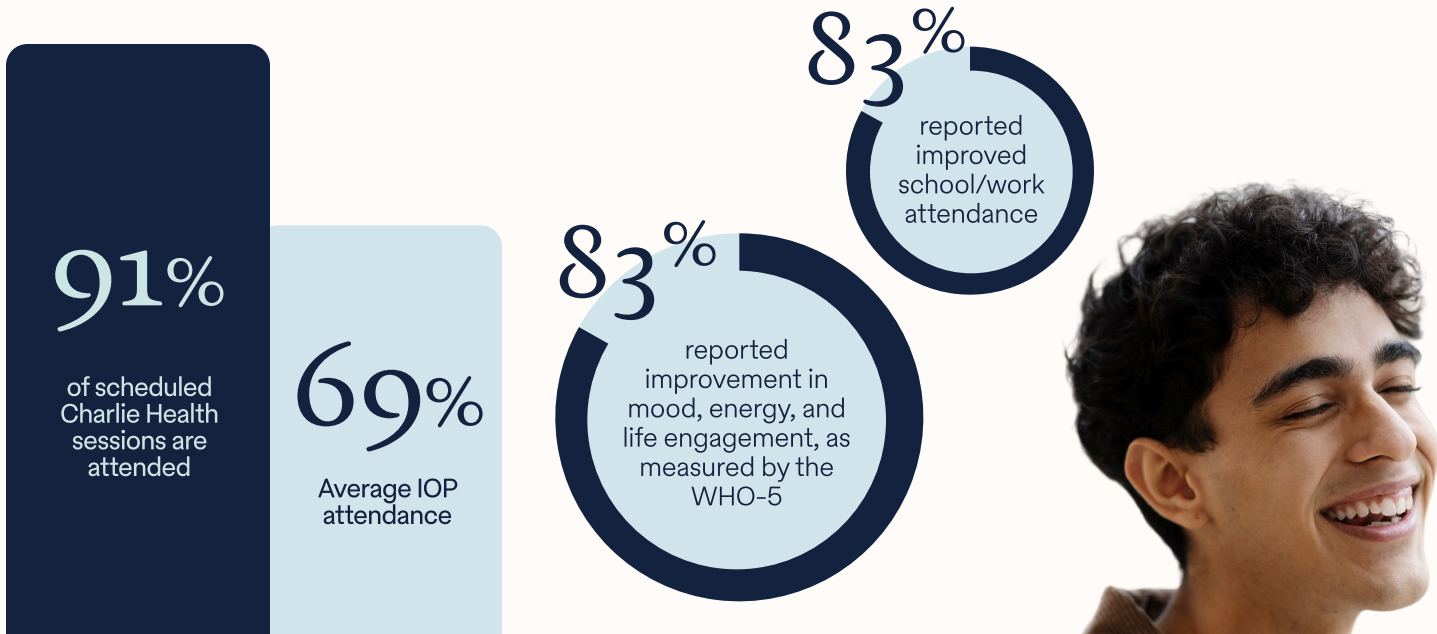 91%
of scheduled
Charlie Health
sessions are
attended
69%
Average IOP
attendance
83%
reported
improvement in
mood, energy, and
life engagement, as
measured by the
WHO-5
83%
reported
improved
school/work
attendance